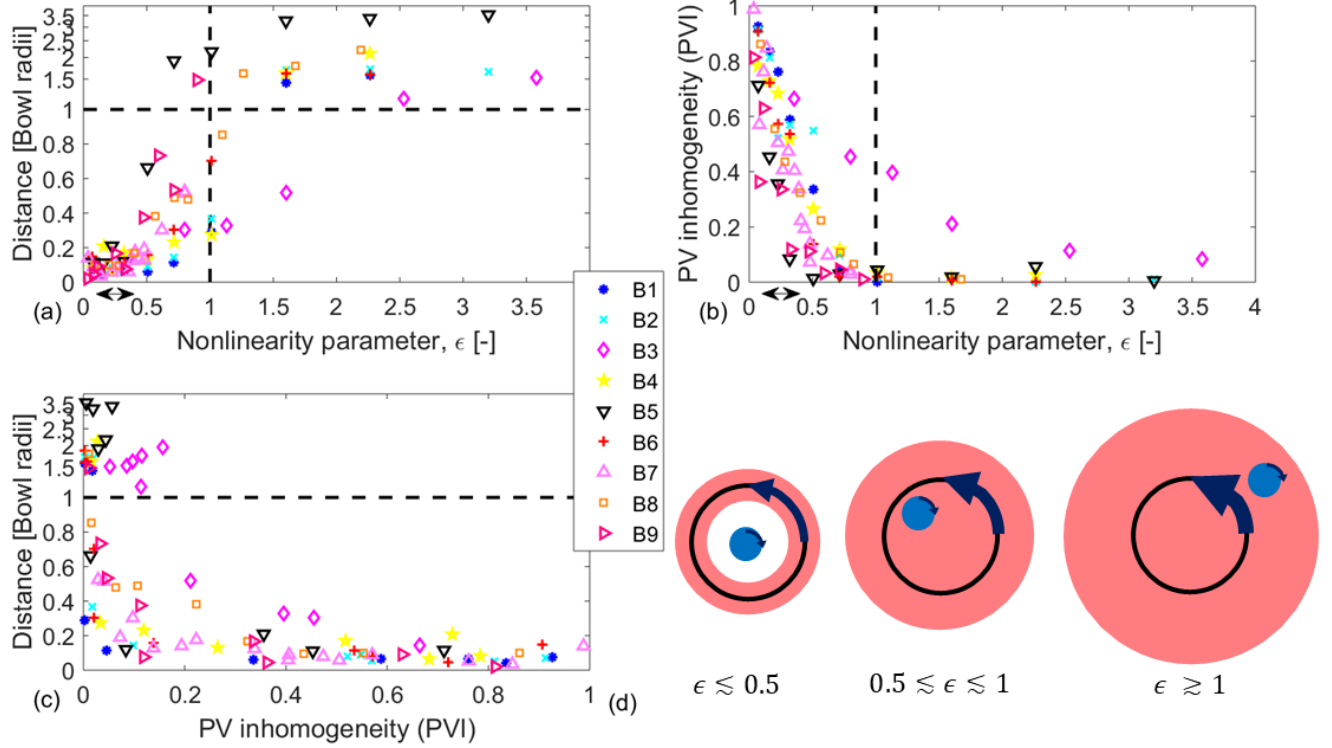 3.5
2.5
2
1.5
1
0.8
0.6
0.4
0.2
0
Distance [Bowl radii]
0 0.5 1 1.5 2 2.5 3 3.5
(a)
Nonlinearity parameter, ϵ [-]
1
0.8
0.6
0.4
0.2
0
PV inhomogeneity (PVI)
0 0.5 1 1.5 2 2.5 3 3.5 4
(b)
Nonlinearity parameter, ϵ [-]
B1
B2
B3
B4
B5
B6
B7
B8
B9
3.5
2
1.5
1
0.8
0.6
0.4
0.2
0
Distance [Bowl radii]
0 0.2 0.4 0.6 0.8 1
(c)
PV inhomogeneity (PVI)
(d)
ϵ ≲ 0.5
0.5 ≲ ϵ ≲ 1
ϵ ≳ 1